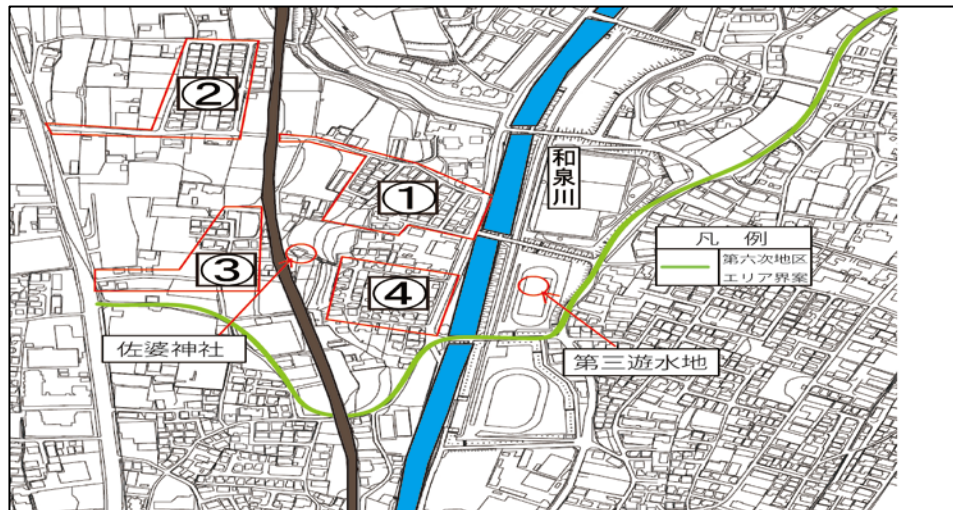 ②
和泉川
①
凡例
第六次地区
エリア界案
③
④
佐婆神社
第三遊水地